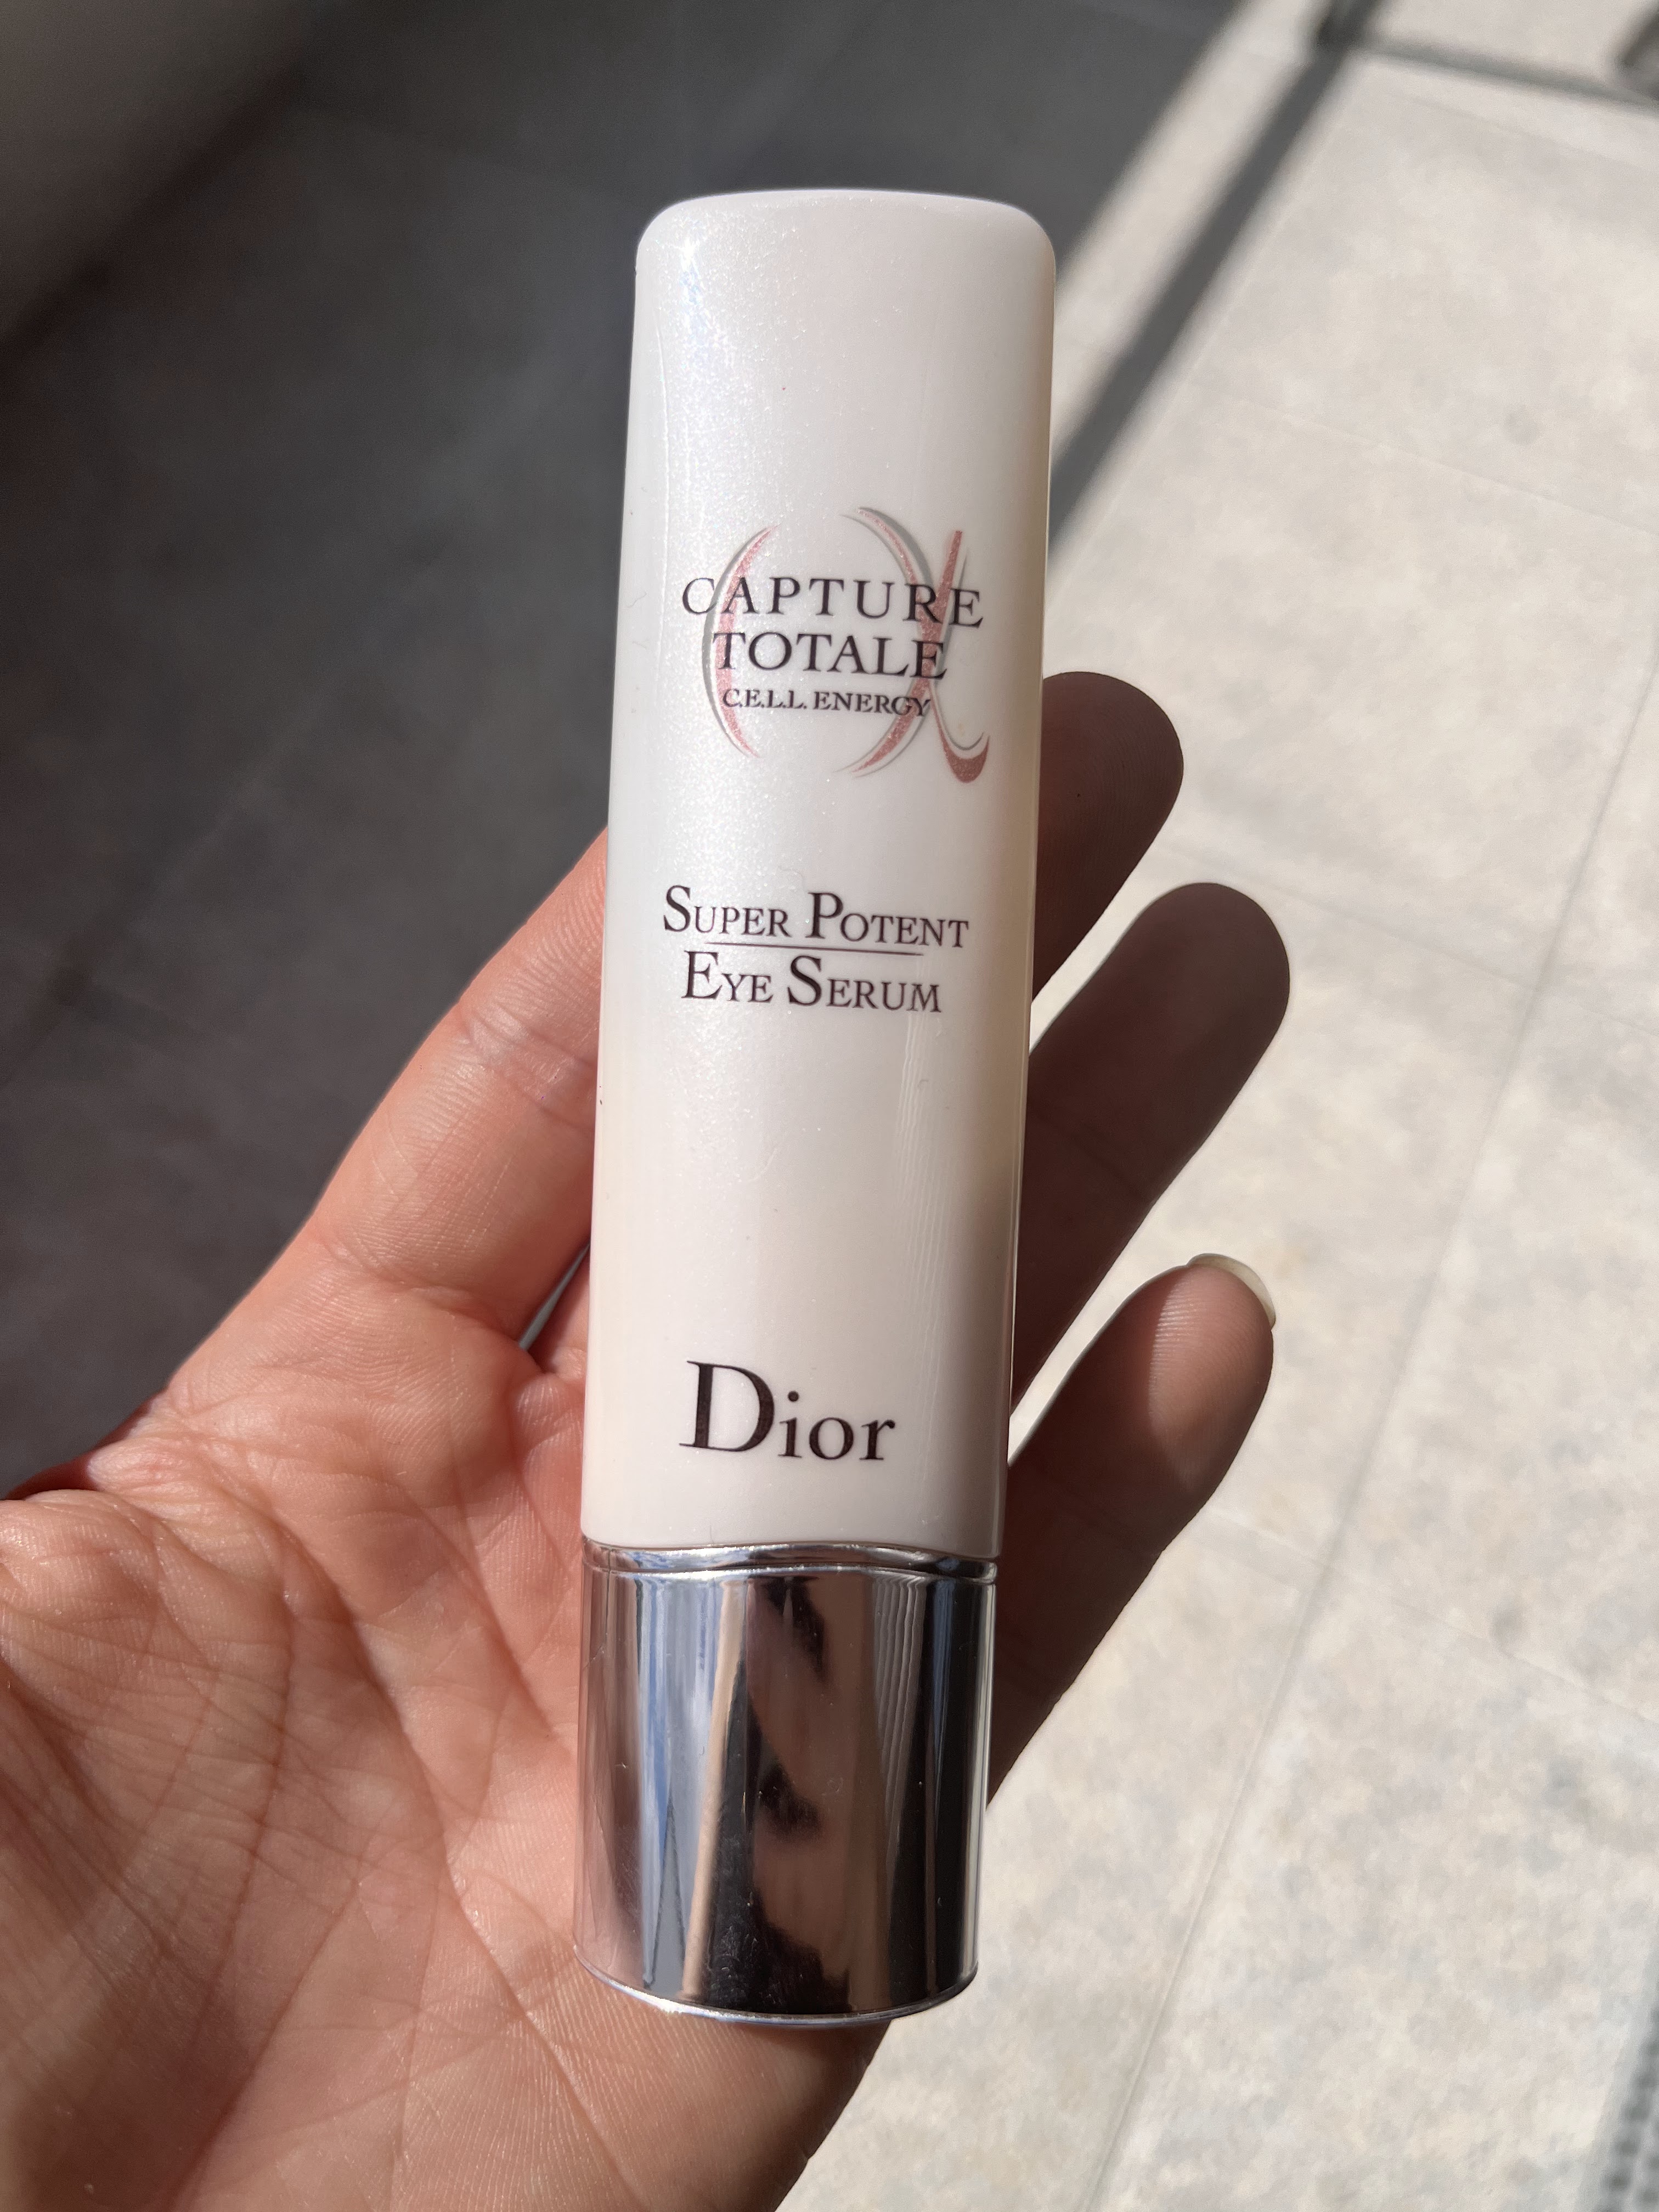 CAPTURE
TOTALE
C.E.L.L. ENERGY
SUPER POTENT
EYE SERUM
Dior